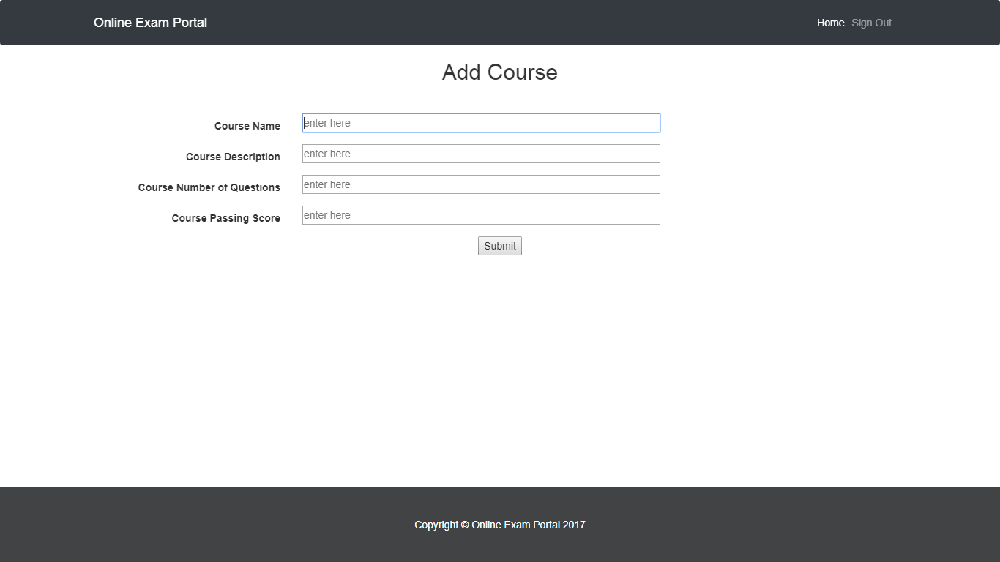 Online Exam Portal
Home Sign Out
Add Course
Course Name enter here
Course Description enter here
Course Number of Questions enter here
Course Passing Score enter here
Submit
Copyright © Online Exam Portal 2017